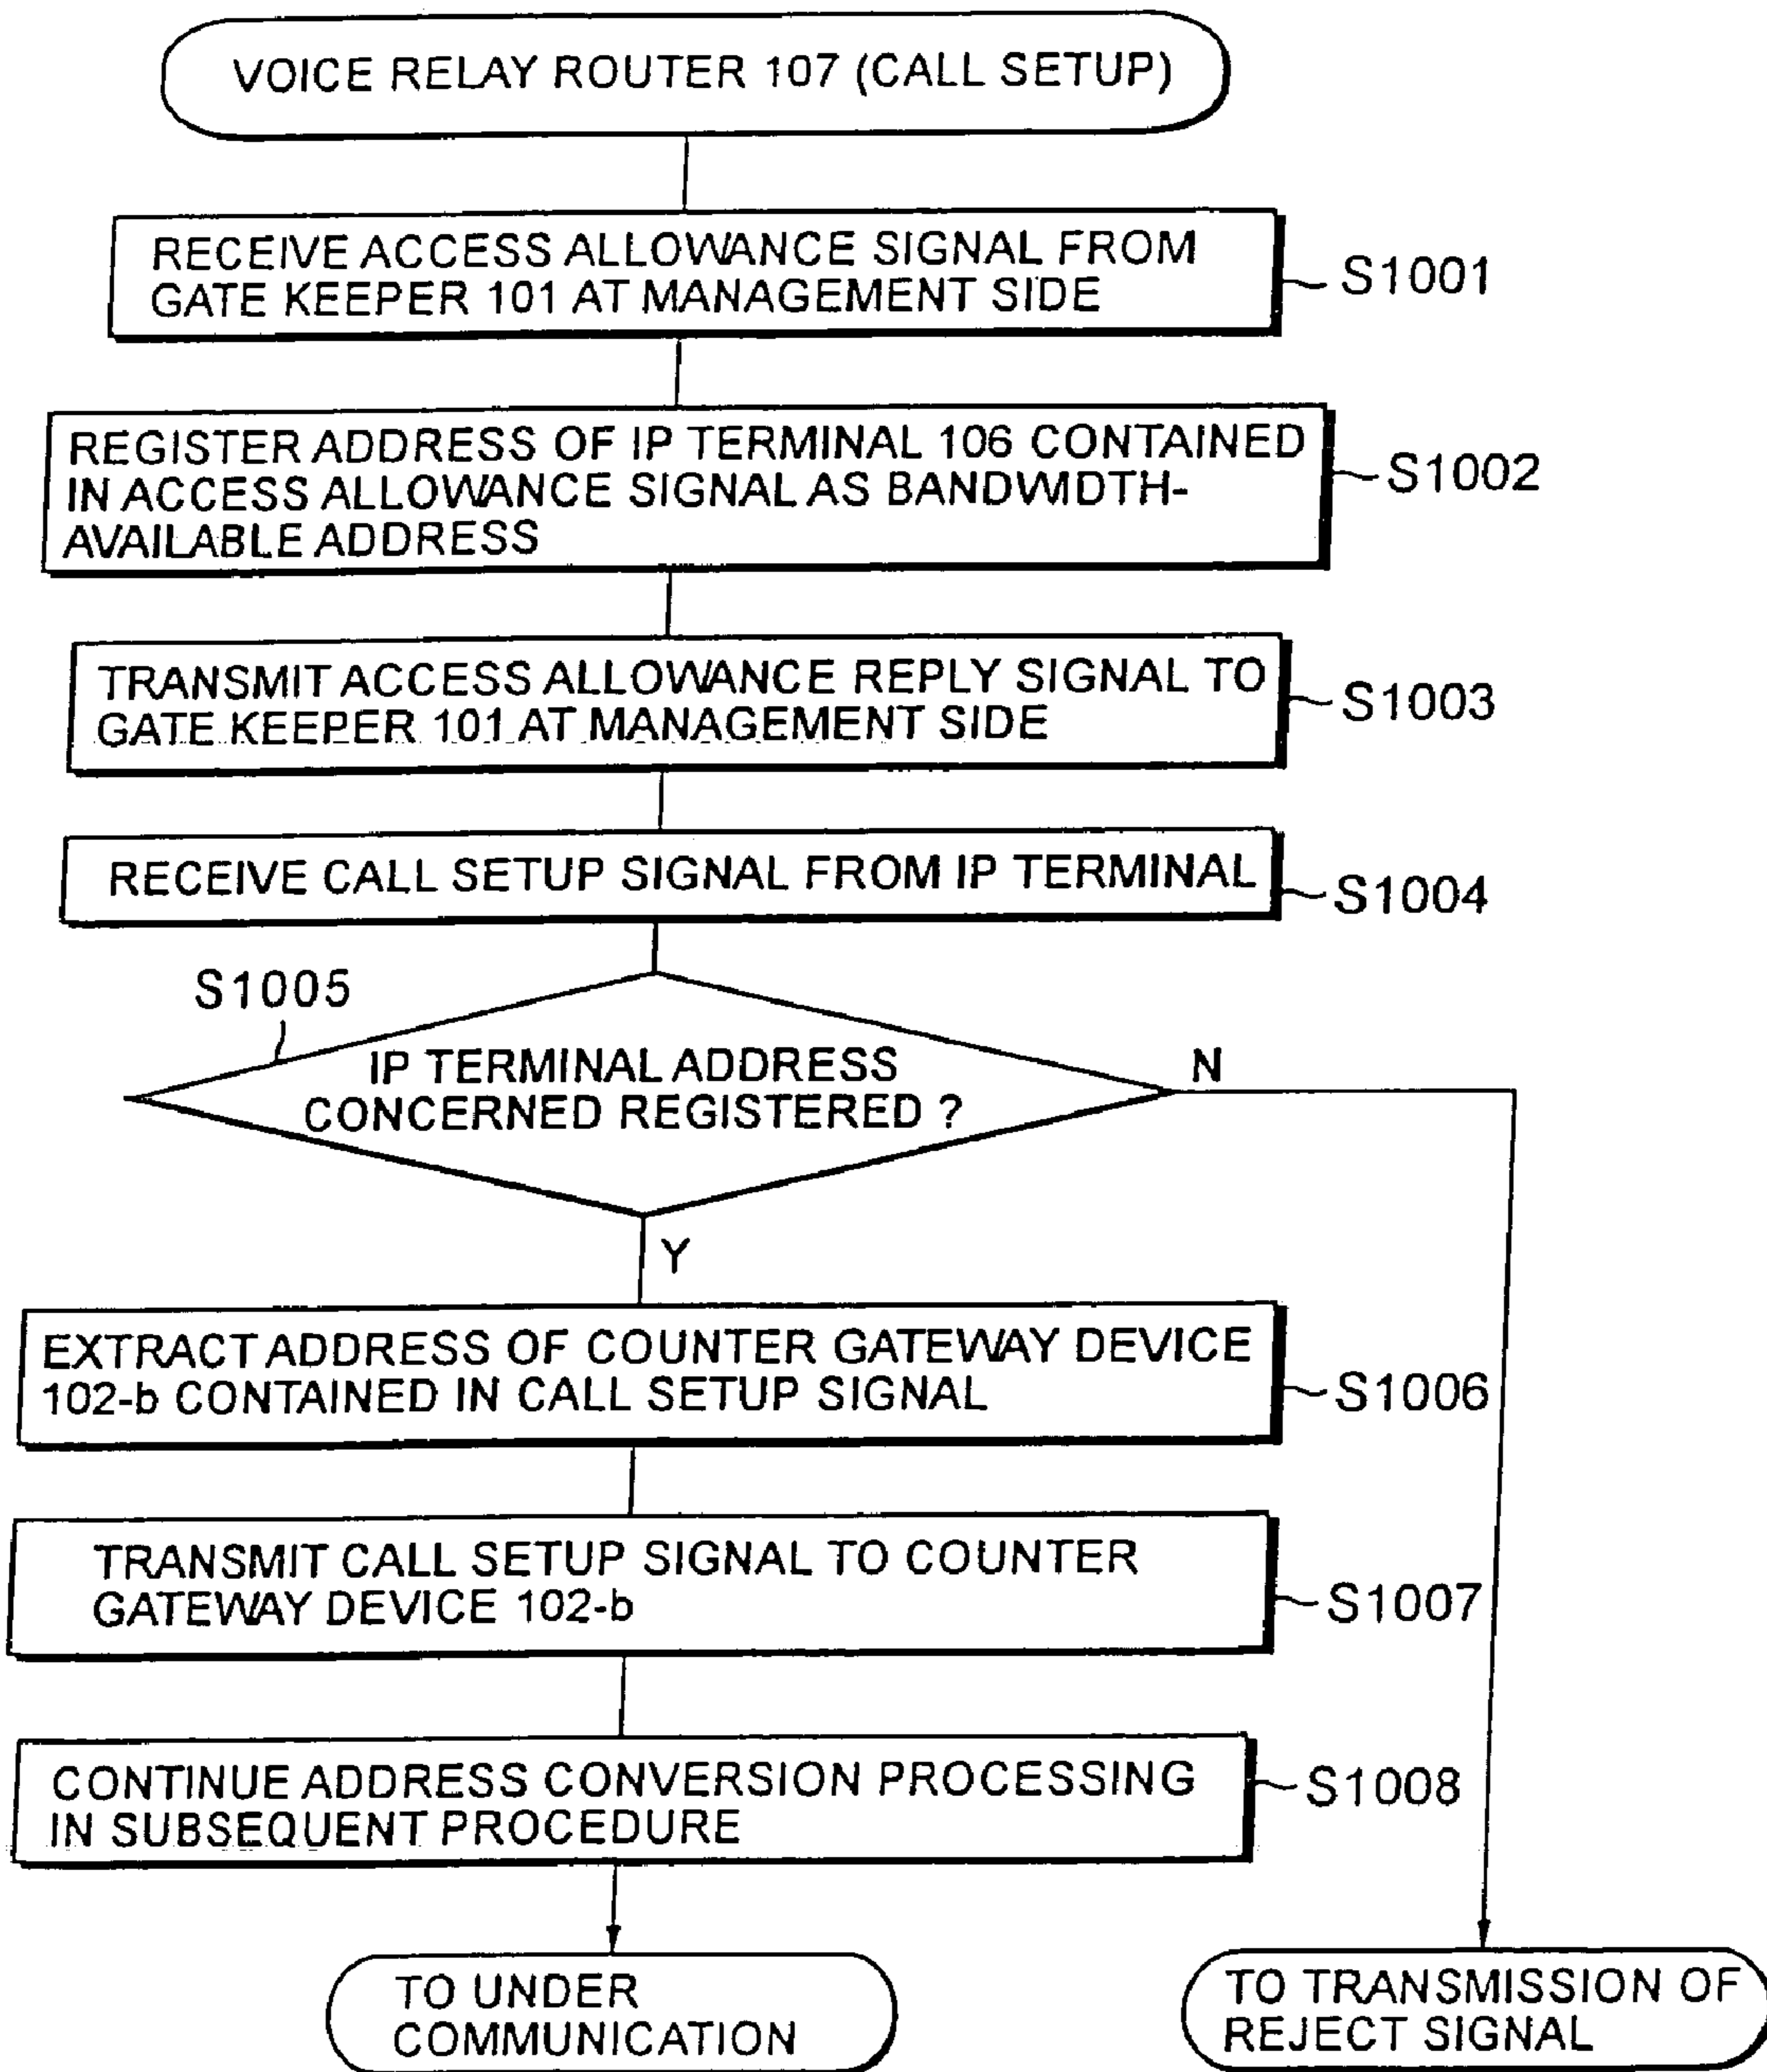 VOICE RELAY ROUTER 107 (CALL SETUP)
RECEIVE ACCESS ALLOWANCE SIGNAL FROM
GATE KEEPER 101 AT MANAGEMENT SIDE
S1001
REGISTER ADDRESS OF IP TERMINAL 106 CONTAINED
IN ACCESS ALLOWANCE SIGNAL AS BANDWIDTH-
AVAILABLE ADDRESS
S1002
TRANSMIT ACCESS ALLOWANCE REPLY SIGNAL TO
GATE KEEPER 101 AT MANAGEMENT SIDE
S1003
RECEIVE CALL SETUP SIGNAL FROM IP TERMINAL
S1004
S1005
IP TERMINAL ADDRESS
CONCERNED REGISTERED ?
N
Y
EXTRACT ADDRESS OF COUNTER GATEWAY DEVICE
102-b CONTAINED IN CALL SETUP SIGNAL
S1006
TRANSMIT CALL SETUP SIGNAL TO COUNTER
GATEWAY DEVICE 102-b
S1007
CONTINUE ADDRESS CONVERSION PROCESSING
IN SUBSEQUENT PROCEDURE
S1008
TO UNDER
COMMUNICATION
TO TRANSMISSION OF
REJECT SIGNAL